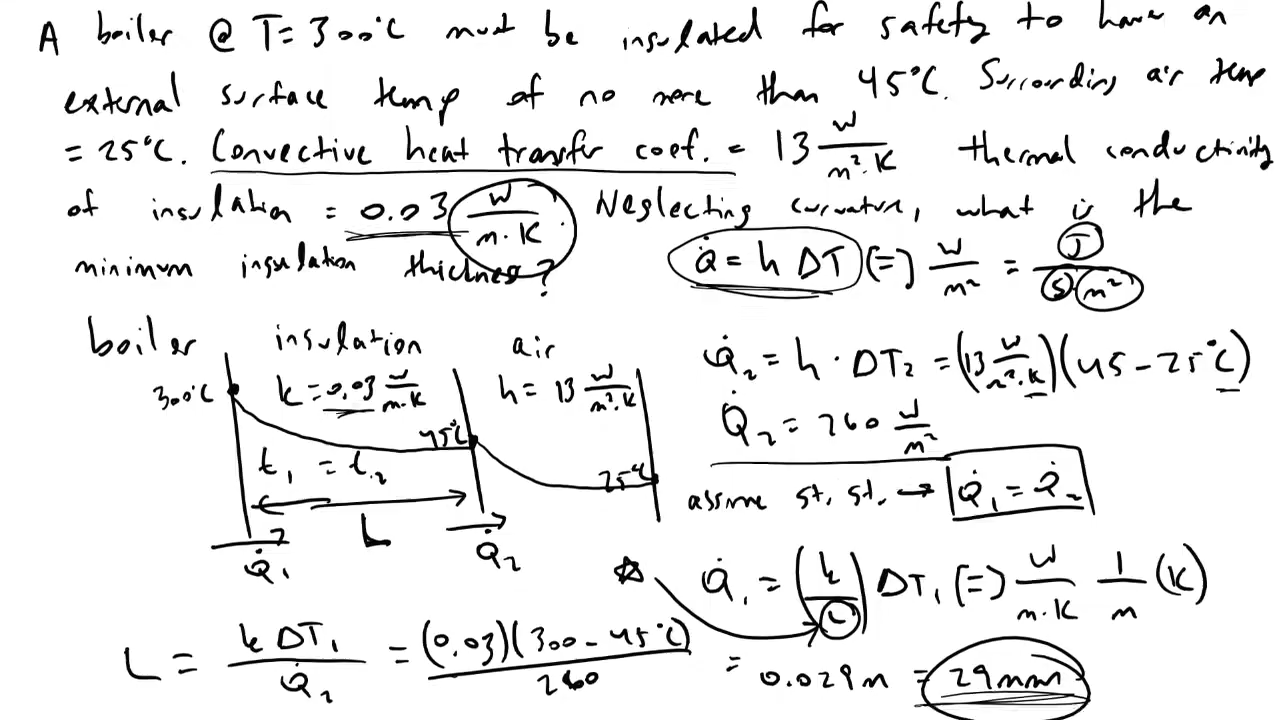 A boiler @ T= 300°C must be insulated for safety to have an
external surface temp of no more than 45°C. Surrounding air temp
= 25°C. Convective heat transfer coef. = 13 W/m²·K thermal conductivity
of insulation = 0.03 W/m·K Neglecting curvature, what is the
minimum insulation thickness?
Q̇ = h ΔT (=) W/m² = J/s·m²
boiler insulation air
300°C k = 0.03 W/m·K h = 13 W/m²·K
45°C
t₁ = t₂ 25°C
L
Q̇₁ Q̇₂
Q̇₂ = h · ΔT₂ = (13 W/m²·K)(45 - 25°C)
Q̇₂ = 260 W/m²
assume st. st. → Q̇₁ = Q̇₂
☆ Q̇₁ = (k/L) ΔT₁ (=) W/m·K 1/m (K)
L = k ΔT₁/Q̇₂ = (0.03)(300 - 45°C)/260 = 0.029m = 29mm